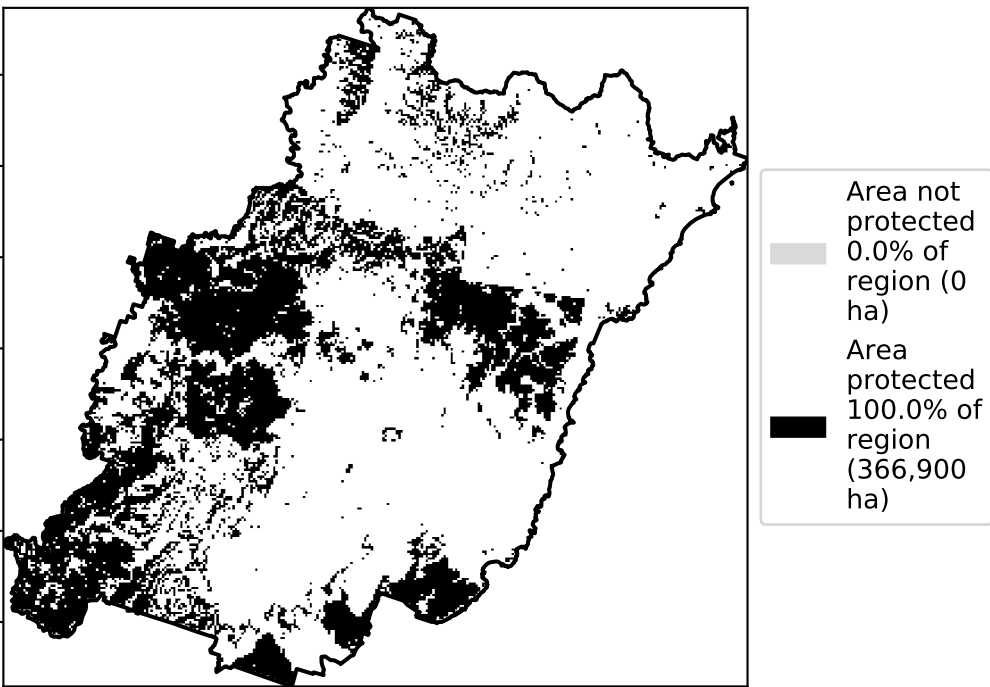 Area not
protected
0.0% of
region (0
ha)
Area
protected
100.0% of
region
(366,900
ha)